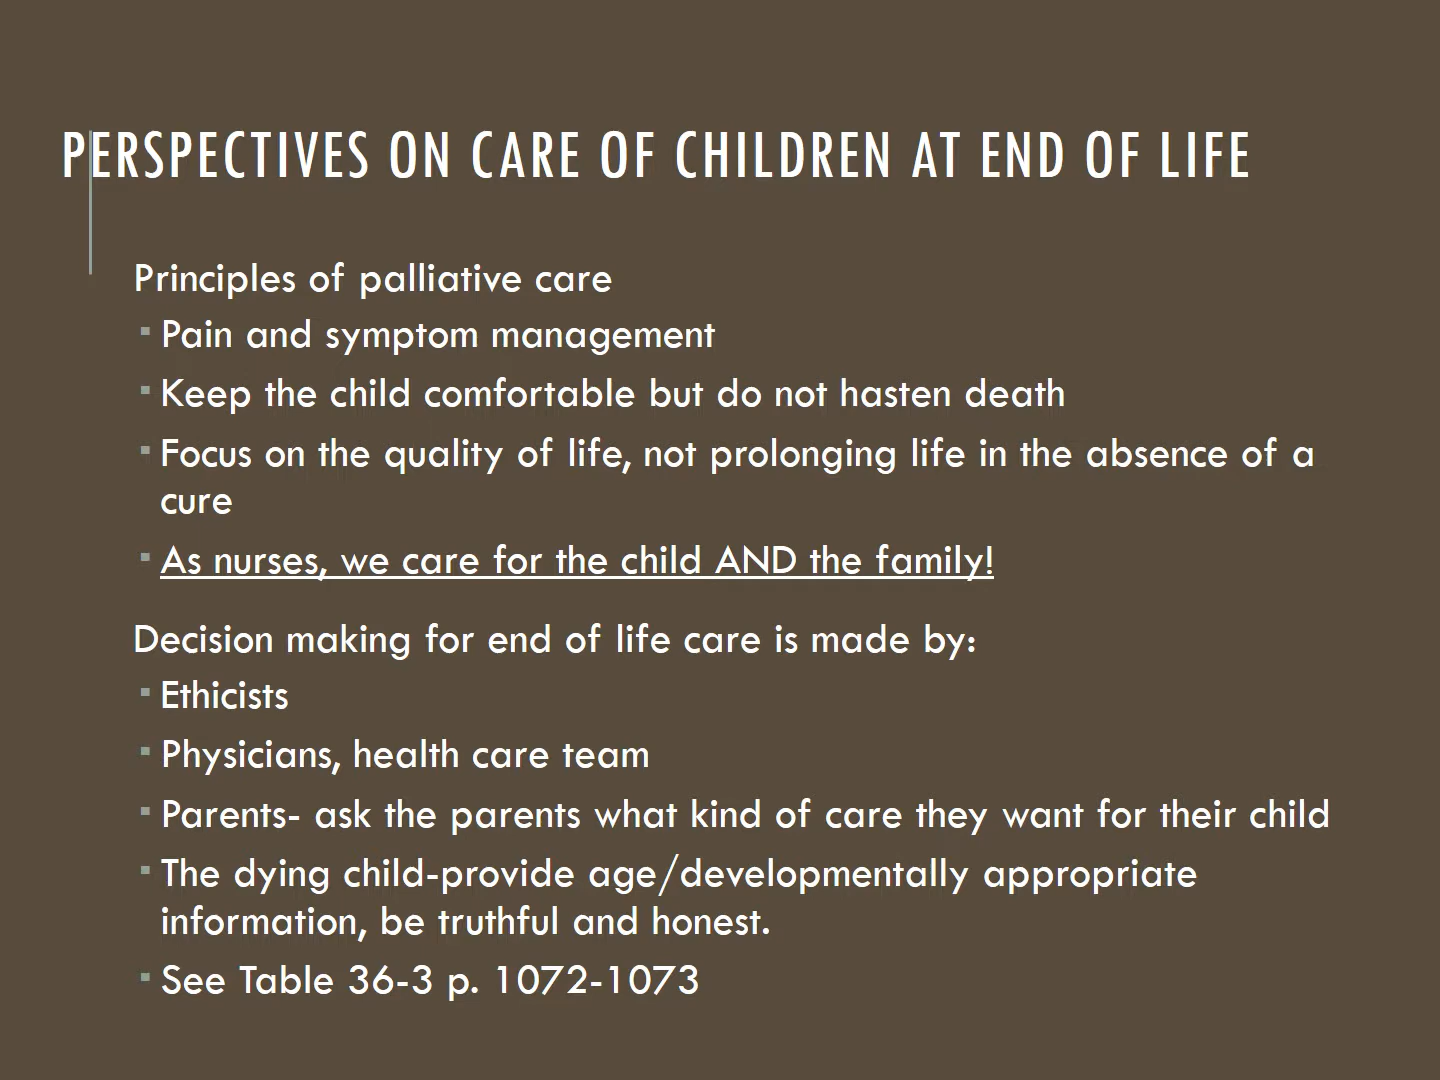 PERSPECTIVES ON CARE OF CHILDREN AT END OF LIFE
Principles of palliative care
▪ Pain and symptom management
▪ Keep the child comfortable but do not hasten death
▪ Focus on the quality of life, not prolonging life in the absence of a
cure
▪ As nurses, we care for the child AND the family!
Decision making for end of life care is made by:
▪ Ethicists
▪ Physicians, health care team
▪ Parents- ask the parents what kind of care they want for their child
▪ The dying child-provide age/developmentally appropriate
information, be truthful and honest.
▪ See Table 36-3 p. 1072-1073